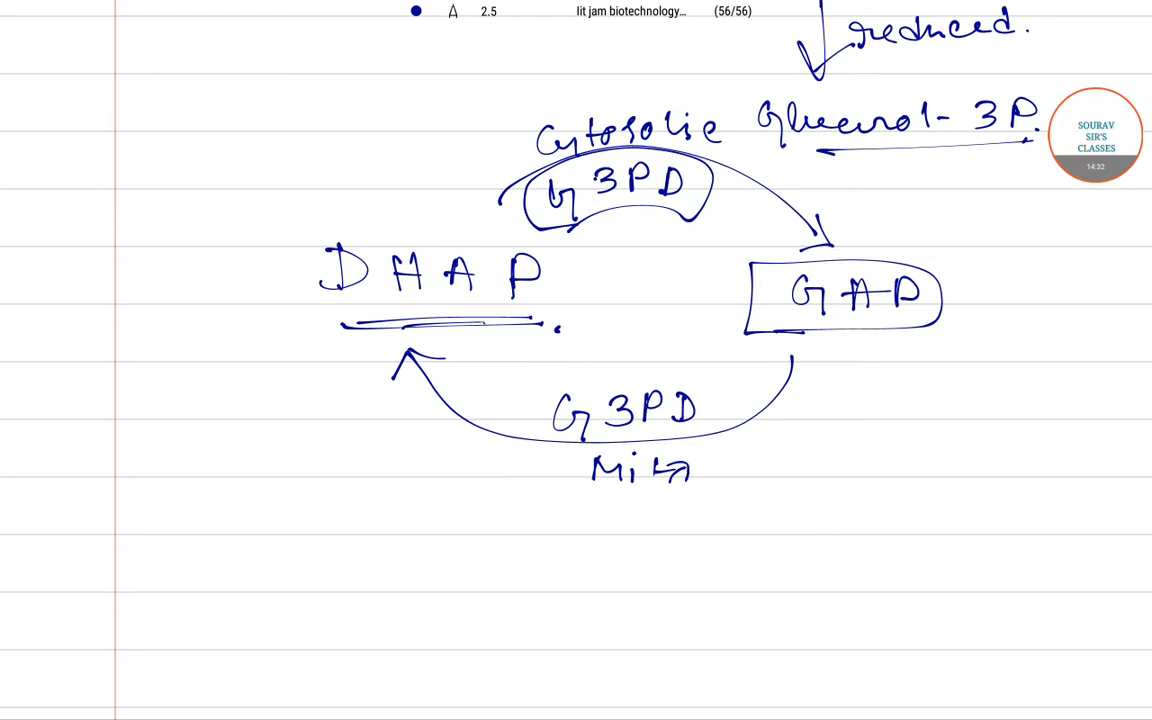 A 2.5 Iit jam biotechnology... (56/56)
reduced.
Cytosolic Glycerol-3P.
SOURAV
SIR'S
CLASSES
14:32
G3PD
DHAP. GAP
G3PD